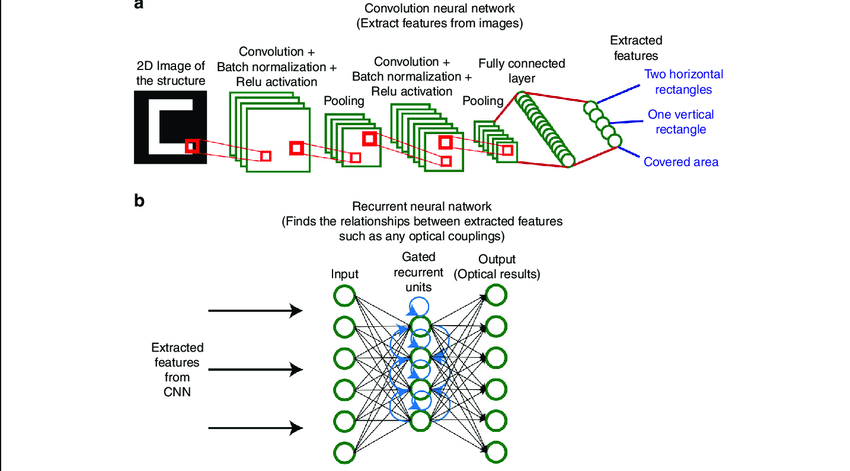 a
Convolution neural network
(Extract features from images)
2D Image of
the structure
Convolution +
Batch normalization +
Relu activation
Pooling
Convolution +
Batch normalization +
Relu activation
Pooling
Fully connected
layer
Extracted
features
Two horizontal
rectangles
One vertical
rectangle
Covered area
b
Recurrent neural natwork
(Finds the relationships between extracted features
such as any optical couplings)
Input
Gated
recurrent
units
Output
(Optical results)
Extracted
features
from
CNN